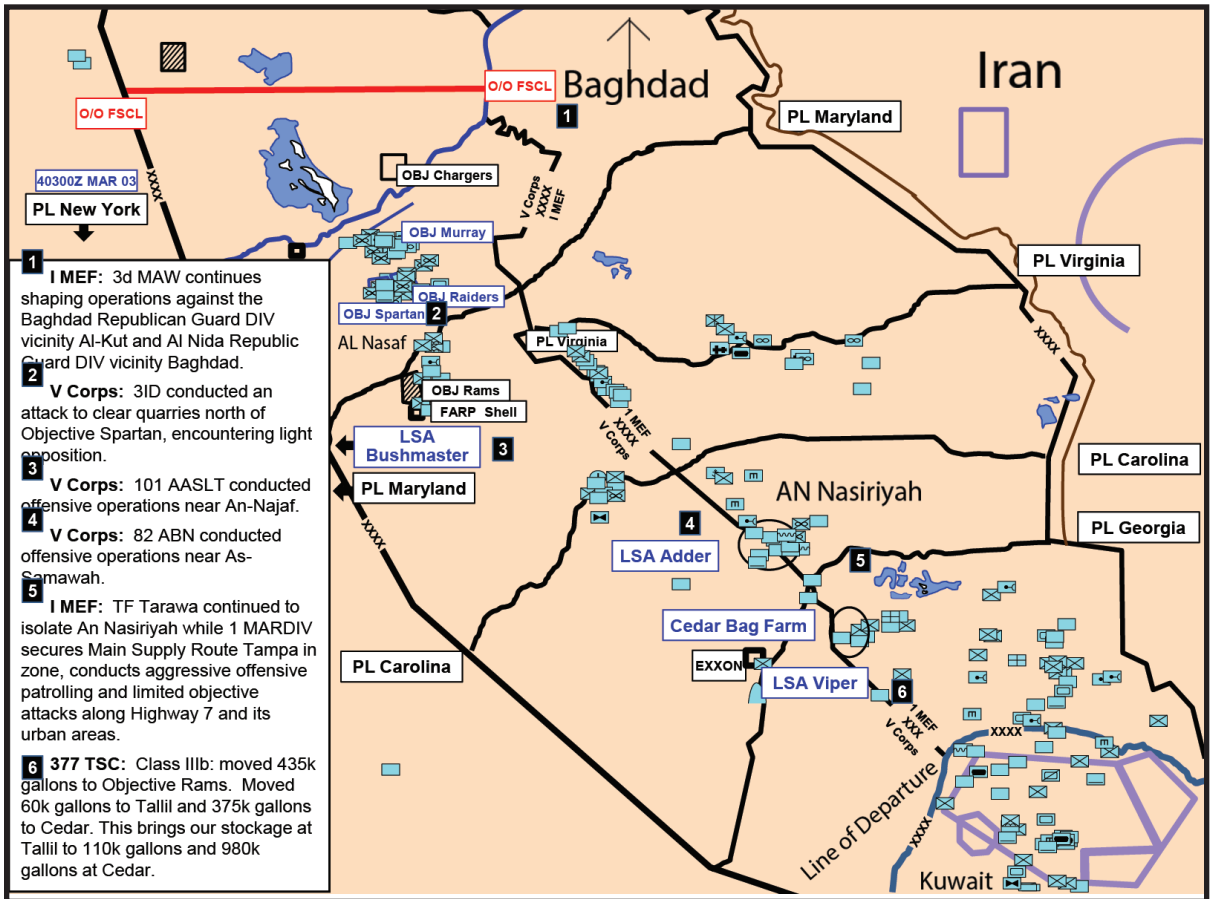 Baghdad
Iran
O/O FSCL
O/O FSCL
1
PL Maryland
XXXX
40300Z MAR 03
PL New York
OBJ Chargers
V Corps
XXXX
I MEF
OBJ Murray
PL Virginia
OBJ Raiders
OBJ Spartan
2
AL Nasaf
PL Virginia
XXXX
OBJ Rams
FARP Shell
LSA
Bushmaster
3
1 MEF
XXXX
V Corps
PL Carolina
PL Maryland
XXXX
AN Nasiriyah
E
E
4
LSA Adder
PL Georgia
5
Cedar Bag Farm
EXXON
LSA Viper
6
PL Carolina
1 MEF
XXX
V Corps
E
XXXX
E
Line of Departure
XXXX
Kuwait
1
I MEF: 3d MAW continues
shaping operations against the
Baghdad Republican Guard DIV
vicinity Al-Kut and Al Nida Republic
Guard DIV vicinity Baghdad.
2
V Corps: 3ID conducted an
attack to clear quarries north of
Objective Spartan, encountering light
opposition.
3
V Corps: 101 AASLT conducted
offensive operations near An-Najaf.
4
V Corps: 82 ABN conducted
offensive operations near As-
Samawah.
5
I MEF: TF Tarawa continued to
isolate An Nasiriyah while 1 MARDIV
secures Main Supply Route Tampa in
zone, conducts aggressive offensive
patrolling and limited objective
attacks along Highway 7 and its
urban areas.
6 377 TSC: Class IIIb: moved 435k
gallons to Objective Rams. Moved
60k gallons to Tallil and 375k gallons
to Cedar. This brings our stockage at
Tallil to 110k gallons and 980k
gallons at Cedar.